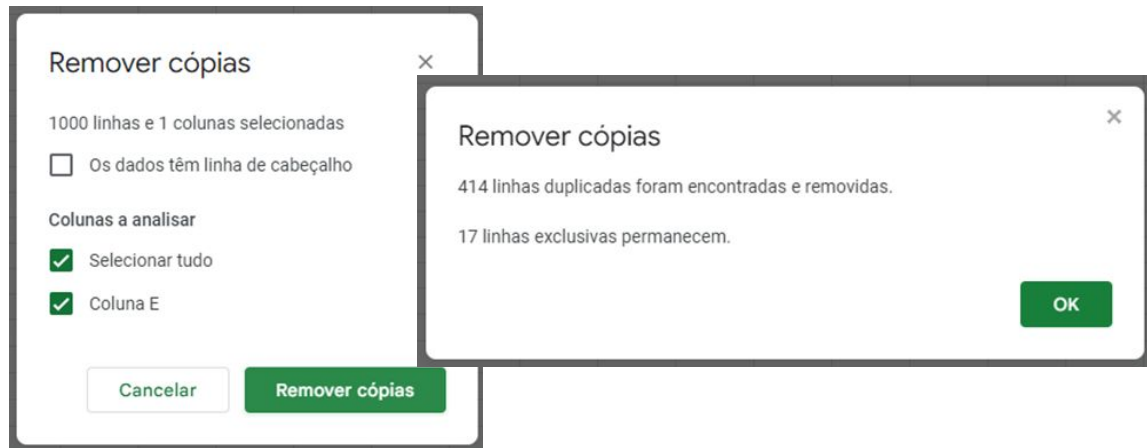 Remover cópias
1000 linhas e 1 colunas selecionadas
Os dados têm linha de cabeçalho
Colunas a analisar
Selecionar tudo
Coluna E
Cancelar
Remover cópias
Remover cópias
414 linhas duplicadas foram encontradas e removidas.
17 linhas exclusivas permanecem.
OK